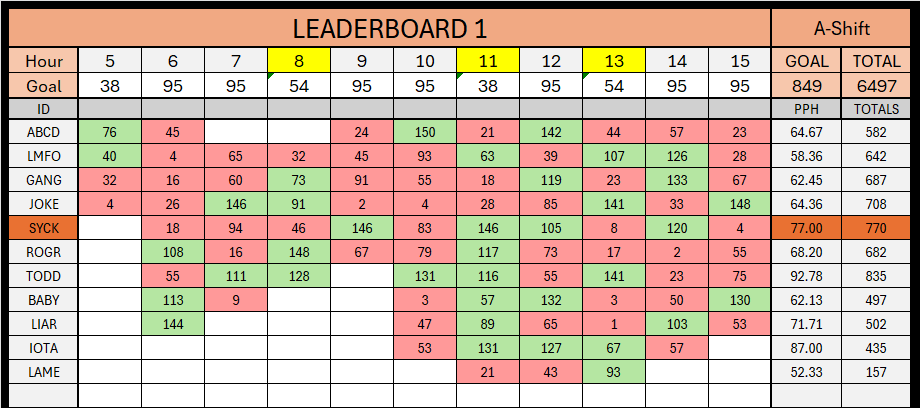 LEADERBOARD 1 A-Shift
Hour 5 6 7 8 9 10 11 12 13 14 15 GOAL TOTAL
Goal 38 95 95 54 95 95 38 95 54 95 95 849 6497
ID PPH TOTALS
ABCD 76 45 24 150 21 142 44 57 23 64.67 582
LMFO 40 4 65 32 45 93 63 39 107 126 28 58.36 642
GANG 32 16 60 73 91 55 18 119 23 133 67 62.45 687
JOKE 4 26 146 91 2 4 28 85 141 33 148 64.36 708
SYCK 18 94 46 146 83 146 105 8 120 4 77.00 770
ROGR 108 16 148 67 79 117 73 17 2 55 68.20 682
TODD 55 111 128 131 116 55 141 23 75 92.78 835
BABY 113 9 3 57 132 3 50 130 62.13 497
LIAR 144 47 89 65 1 103 53 71.71 502
IOTA 53 131 127 67 57 87.00 435
LAME 21 43 93 52.33 157